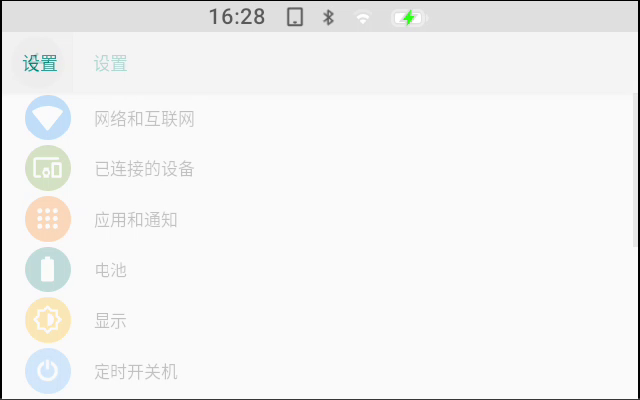 16:28
设置 设置
网络和互联网
已连接的设备
应用和通知
电池
显示
定时开关机